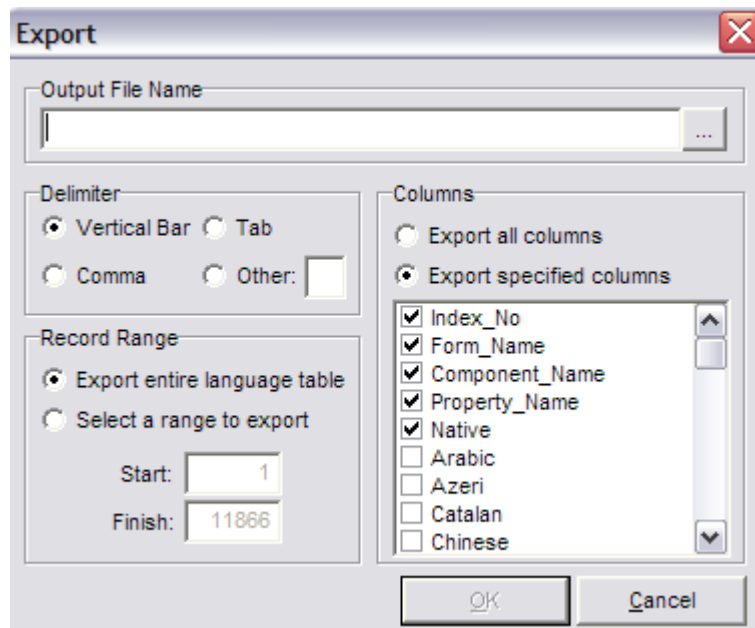 Export
Output File Name
...
Delimiter
Vertical Bar Tab
Comma Other:
Record Range
Export entire language table
Select a range to export
Start: 1
Finish: 11866
Columns
Export all columns
Export specified columns
Index_No
Form_Name
Component_Name
Property_Name
Native
Arabic
Azeri
Catalan
Chinese
OK Cancel